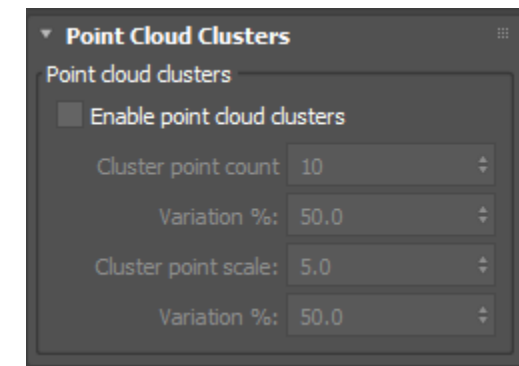 Point Cloud Clusters
Point cloud clusters
Enable point cloud clusters
Cluster point count 10
Variation %: 50.0
Cluster point scale: 5.0
Variation %: 50.0